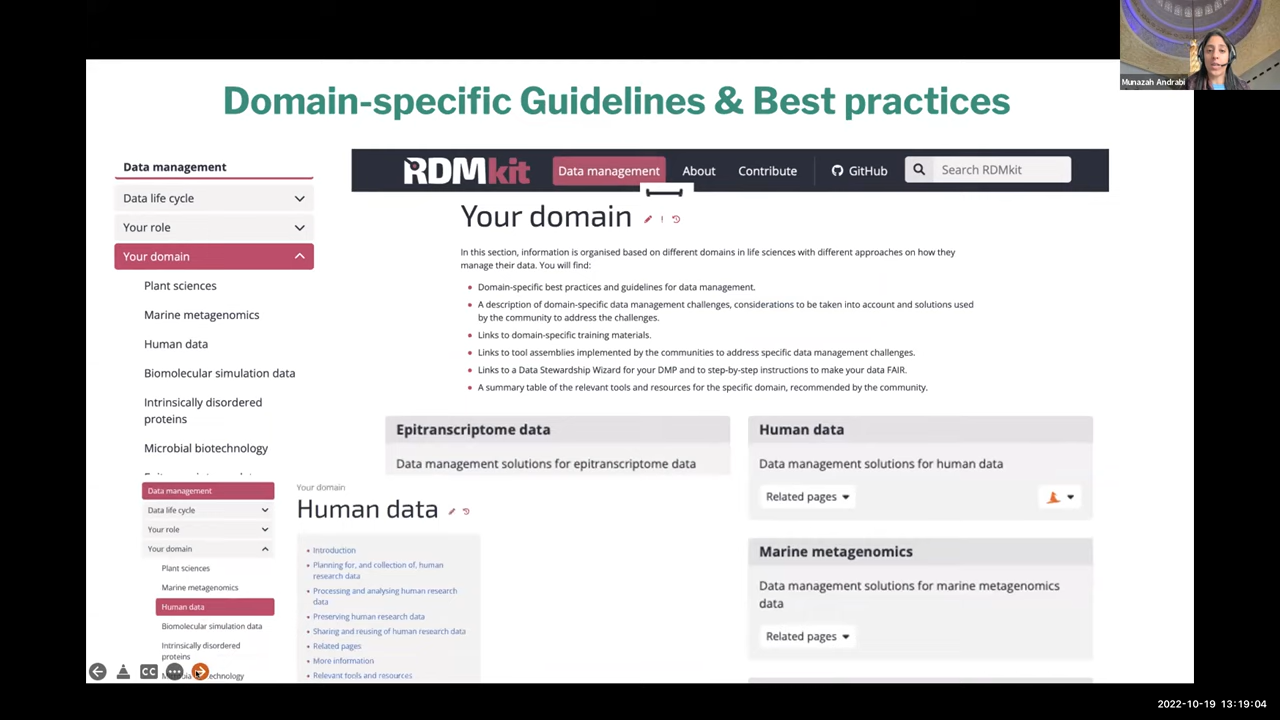 Munazah Andrabi
Domain-specific Guidelines & Best practices
Data management
Data life cycle
Your role
Your domain
Plant sciences
Marine metagenomics
Human data
Biomolecular simulation data
Intrinsically disordered
proteins
Microbial biotechnology
RDMkit
Data management
About
Contribute
GitHub
Search RDMkit
Your domain
In this section, information is organised based on different domains in life sciences with different approaches on how they
manage their data. You will find:
Domain-specific best practices and guidelines for data management.
A description of domain-specific data management challenges, considerations to be taken into account and solutions used
by the community to address the challenges.
Links to domain-specific training materials.
Links to tool assemblies implemented by the communities to address specific data management challenges.
Links to a Data Stewardship Wizard for your DMP and to step-by-step instructions to make your data FAIR.
A summary table of the relevant tools and resources for the specific domain, recommended by the community.
Epitranscriptome data
Data management solutions for epitranscriptome data
Human data
Data management solutions for human data
Related pages
Marine metagenomics
Data management solutions for marine metagenomics
data
Related pages
Data management
Data life cycle
Your role
Your domain
Plant sciences
Marine metagenomics
Human data
Biomolecular simulation data
Intrinsically disordered
proteins
Your domain
Human data
Introduction
Planning for, and collection of, human
research data
Processing and analysing human research
data
Preserving human research data
Sharing and reusing of human research data
Related pages
More information
Relevant tools and resources
CC
2022-10-19 13:19:04